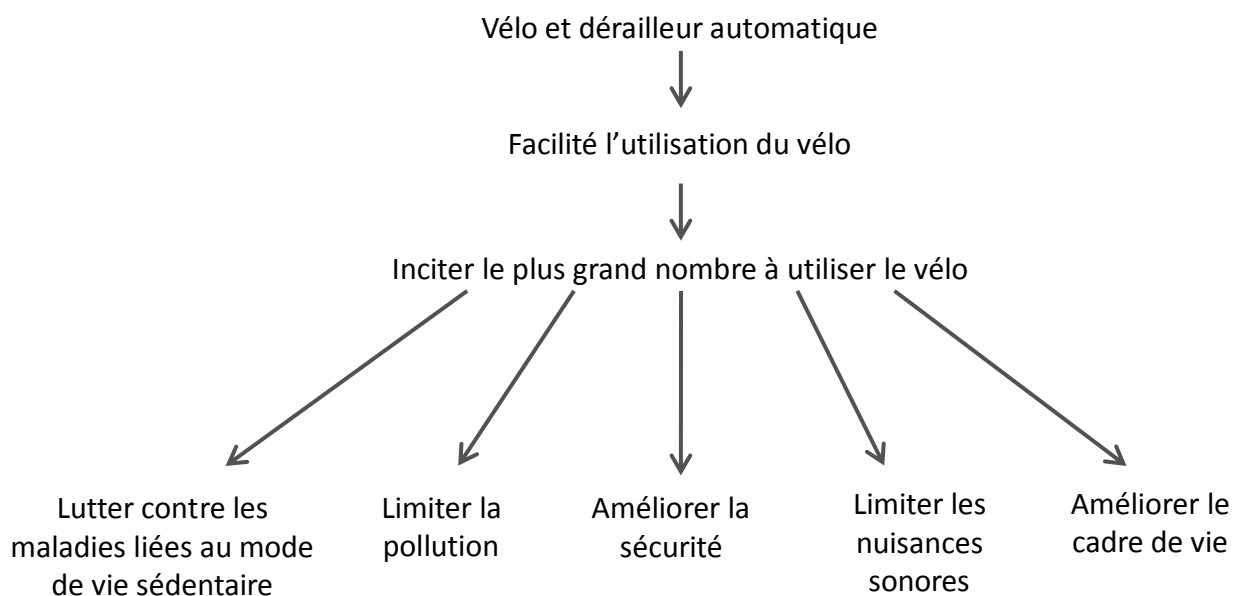 Vélo et dérailleur automatique
Facilité l’utilisation du vélo
Inciter le plus grand nombre à utiliser le vélo
Lutter contre les
maladies liées au mode
de vie sédentaire
Limiter la
pollution
Améliorer la
sécurité
Limiter les
nuisances
sonores
Améliorer le
cadre de vie